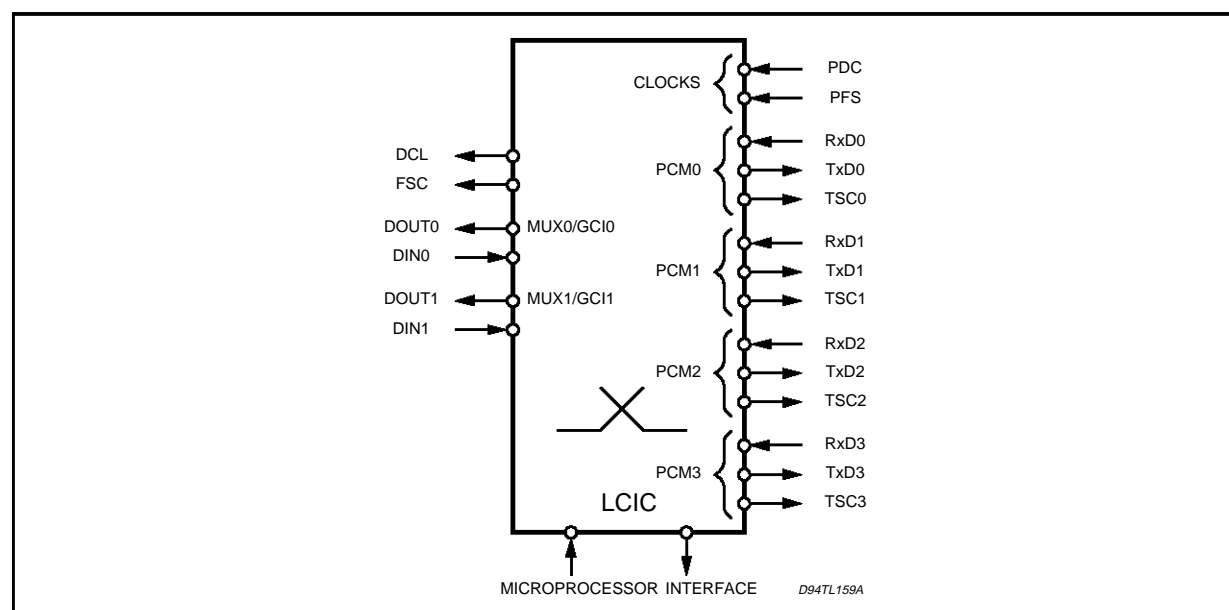 CLOCKS
PDC
PFS
DCL
FSC
DOUT0
DIN0
DOUT1
DIN1
MUX0/GCI0
MUX1/GCI1
PCM0
RxD0
TxD0
TSC0
PCM1
RxD1
TxD1
TSC1
PCM2
RxD2
TxD2
TSC2
PCM3
RxD3
TxD3
TSC3
LCIC
MICROPROCESSOR INTERFACE
D94TL159A